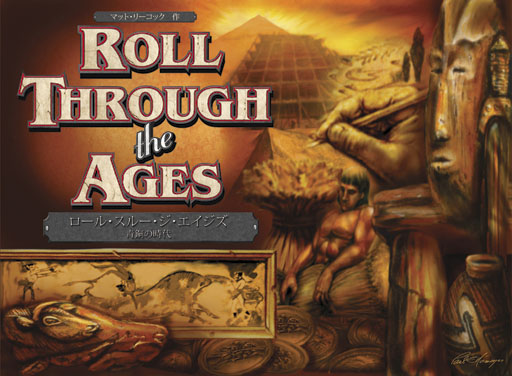 マット・リーコック 作
ROLL
THROUGH
the
AGES
ロール・スルー・ジ・エイジズ
青銅の時代